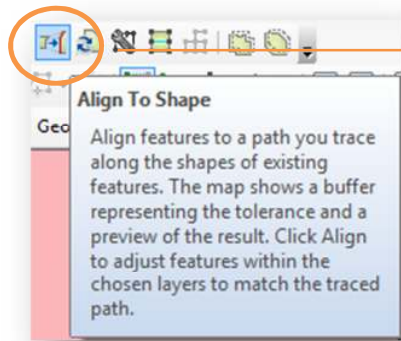 Align To Shape
Geo
Align features to a path you trace
along the shapes of existing
features. The map shows a buffer
representing the tolerance and a
preview of the result. Click Align
to adjust features within the
chosen layers to match the traced
path.